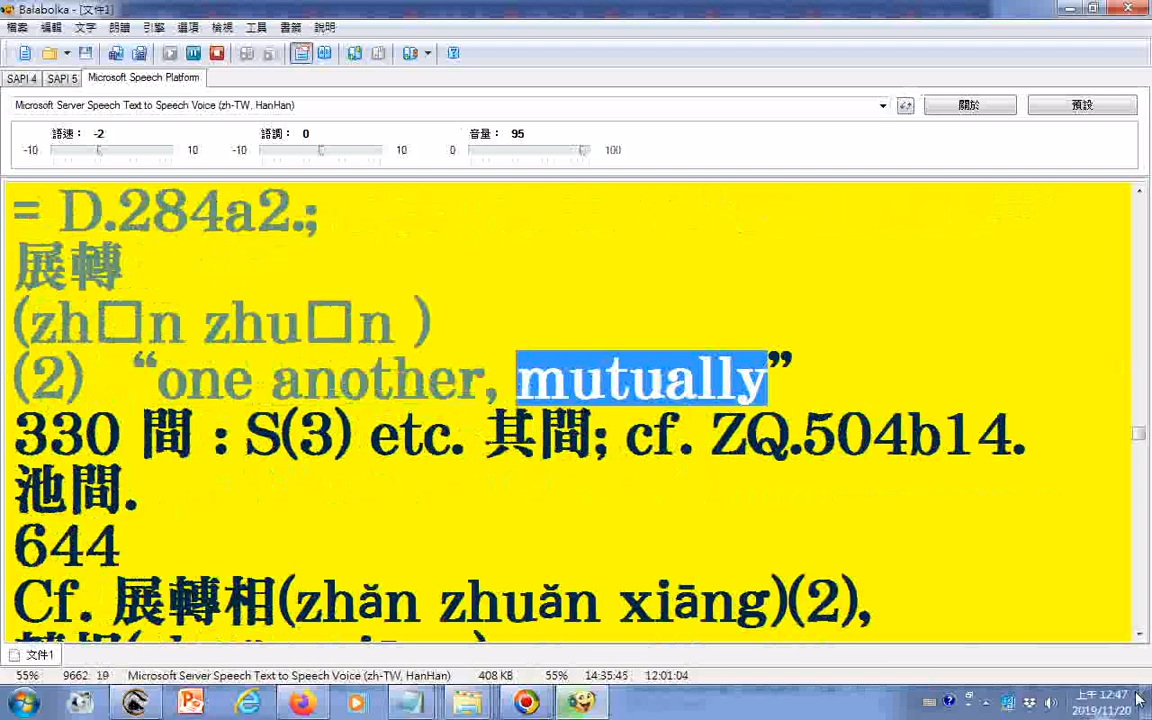 Balabolka - [文件1]
檔案 編輯 文字 朗讀 引擎 選項 檢視 工具 書籤 說明
SAPI 4 SAPI 5 Microsoft Speech Platform
Microsoft Server Speech Text to Speech Voice (zh-TW, HanHan) 關於 預設
語速: -2 語調: 0 音量: 95
-10 10 -10 10 0 100
= D.284a2.;
展轉
(zh□n zhu□n )
(2) “one another, mutually”
330 間 : S(3) etc. 其間; cf. ZQ.504b14.
池間.
644
Cf. 展轉相(zhǎn zhuǎn xiāng)(2),
文件1
55% 9662: 19 Microsoft Server Speech Text to Speech Voice (zh-TW, HanHan) 408 KB 55% 14:35:45 12:01:04
上午 12:47
2019/11/20